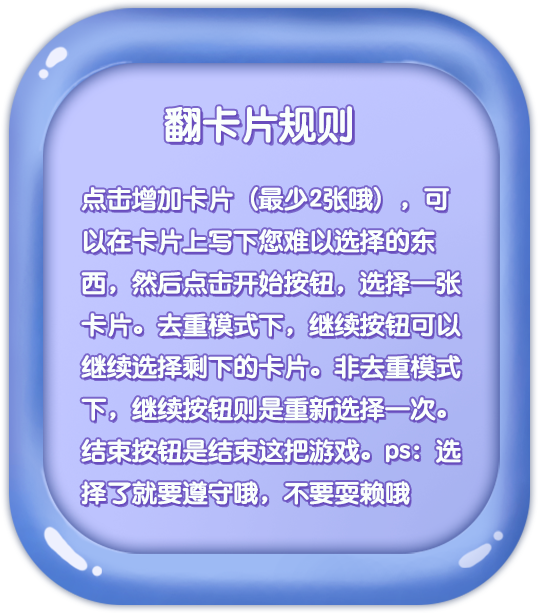 翻卡片规则
点击增加卡片（最少2张哦），可
以在卡片上写下您难以选择的东
西，然后点击开始按钮，选择一张
卡片。去重模式下，继续按钮可以
继续选择剩下的卡片。非去重模式
下，继续按钮则是重新选择一次。
结束按钮是结束这把游戏。ps：选
择了就要遵守哦，不要耍赖哦